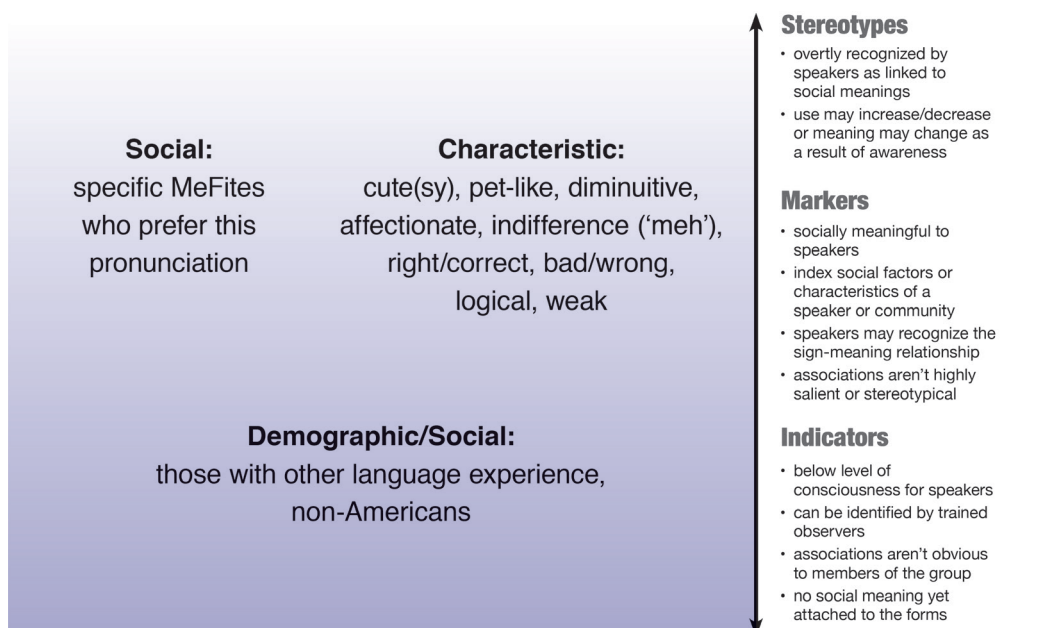 Social:
specific MeFites
who prefer this
pronunciation
Characteristic:
cute(sy), pet-like, diminuitive,
affectionate, indifference (‘meh’),
right/correct, bad/wrong,
logical, weak
Demographic/Social:
those with other language experience,
non-Americans
Stereotypes
• overtly recognized by
speakers as linked to
social meanings
• use may increase/decrease
or meaning may change as
a result of awareness
Markers
• socially meaningful to
speakers
• index social factors or
characteristics of a
speaker or community
• speakers may recognize the
sign-meaning relationship
• associations aren’t highly
salient or stereotypical
Indicators
• below level of
consciousness for speakers
• can be identified by trained
observers
• associations aren’t obvious
to members of the group
• no social meaning yet
attached to the forms